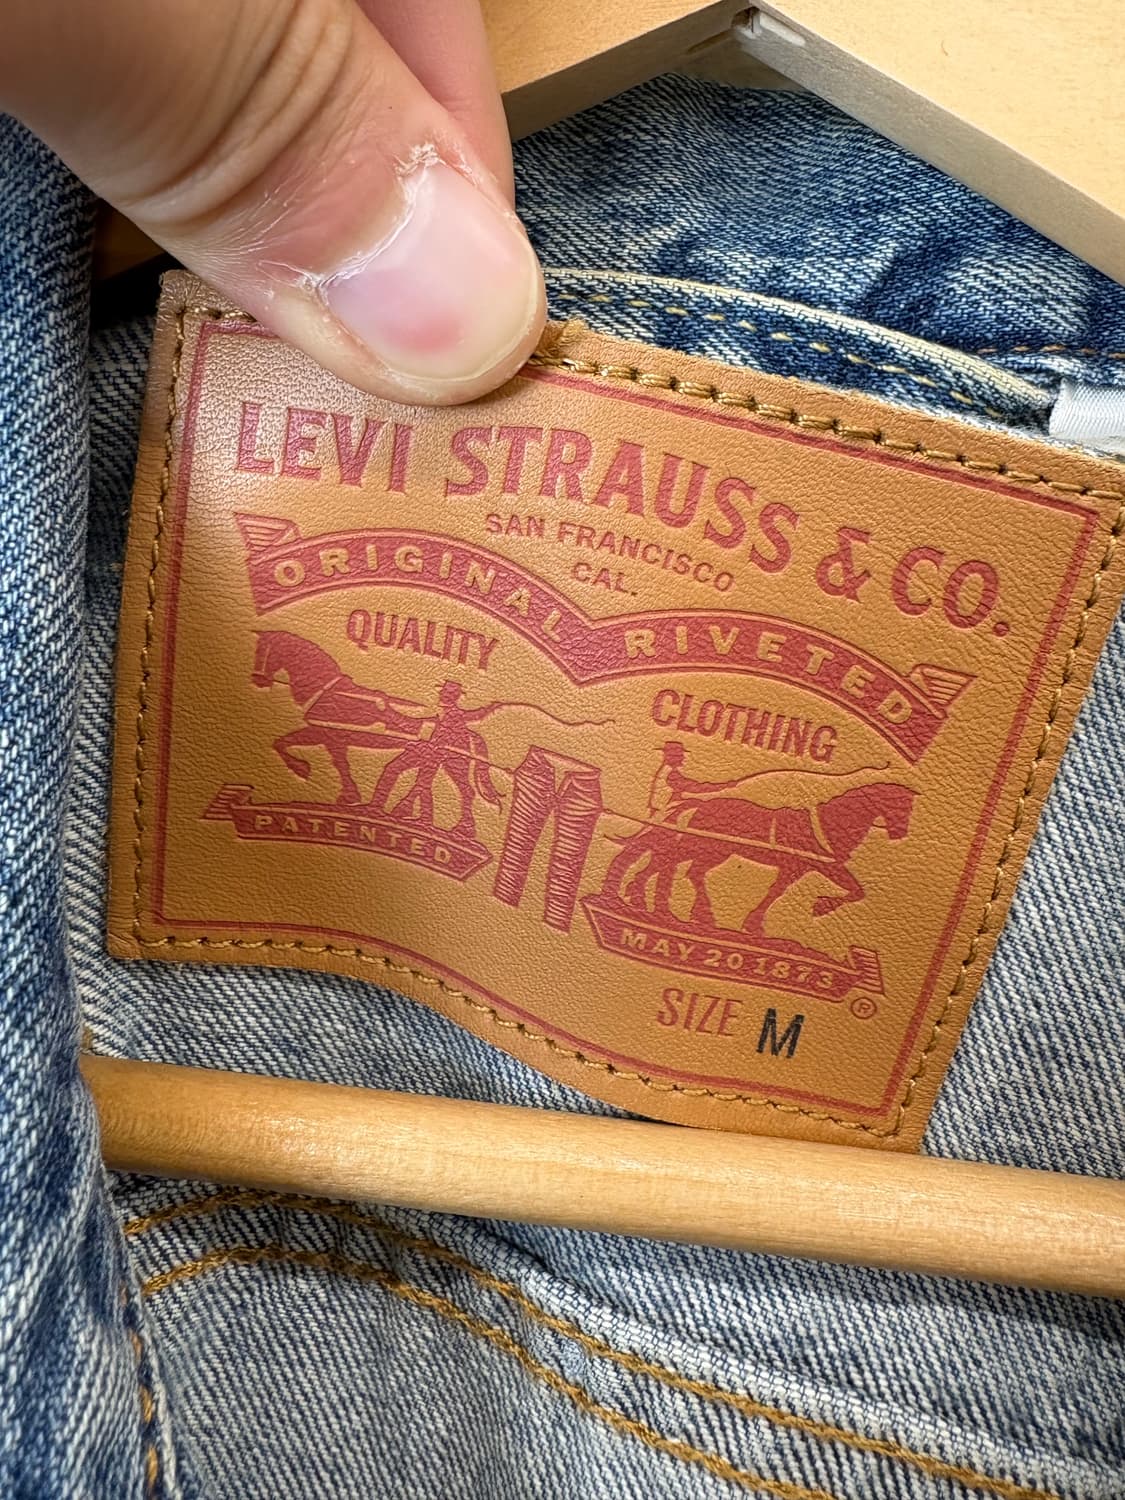 LEVI STRAUSS & CO.
SAN FRANCISCO
CAL.
ORIGINAL RIVETED
QUALITY
CLOTHING
PATENTED
MAY 20 1873
®
SIZE M